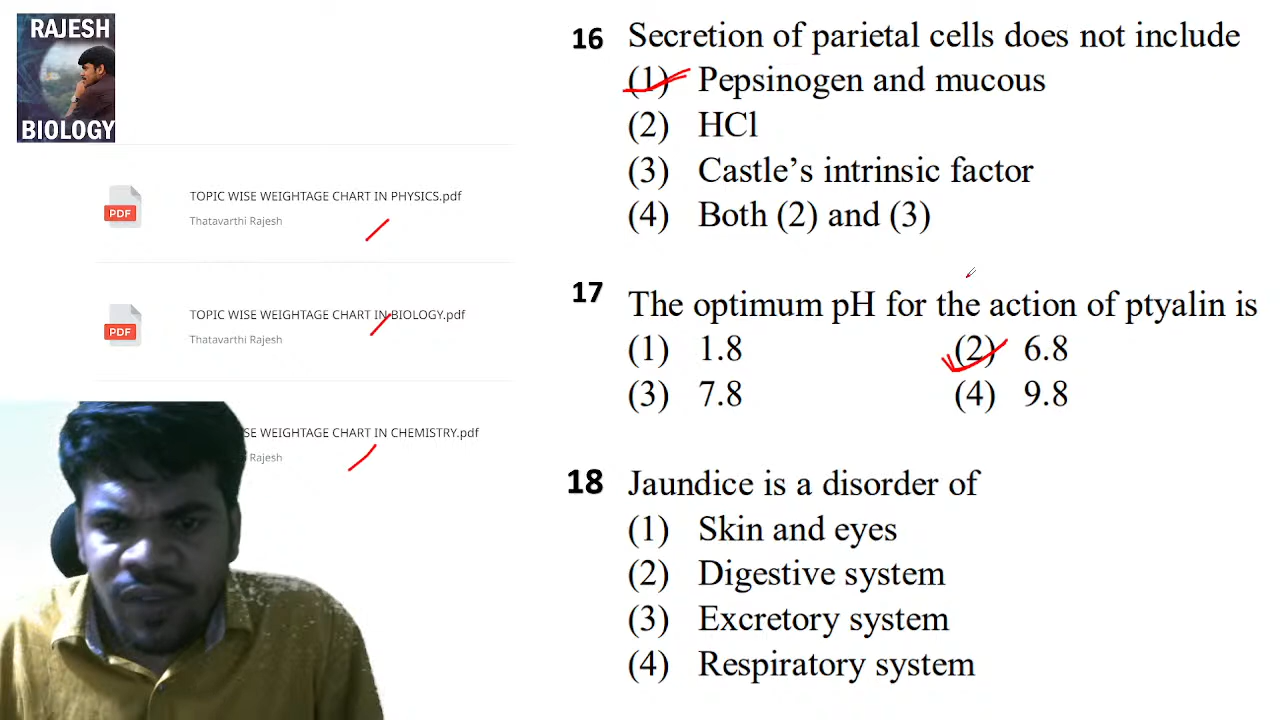 RAJESH
BIOLOGY
PDF
TOPIC WISE WEIGHTAGE CHART IN PHYSICS.pdf
Thatavarthi Rajesh
PDF
TOPIC WISE WEIGHTAGE CHART IN BIOLOGY.pdf
Thatavarthi Rajesh
SE WEIGHTAGE CHART IN CHEMISTRY.pdf
Rajesh
16 Secretion of parietal cells does not include
(1) Pepsinogen and mucous
(2) HCl
(3) Castle’s intrinsic factor
(4) Both (2) and (3)
17 The optimum pH for the action of ptyalin is
(1) 1.8 (2) 6.8
(3) 7.8 (4) 9.8
18 Jaundice is a disorder of
(1) Skin and eyes
(2) Digestive system
(3) Excretory system
(4) Respiratory system